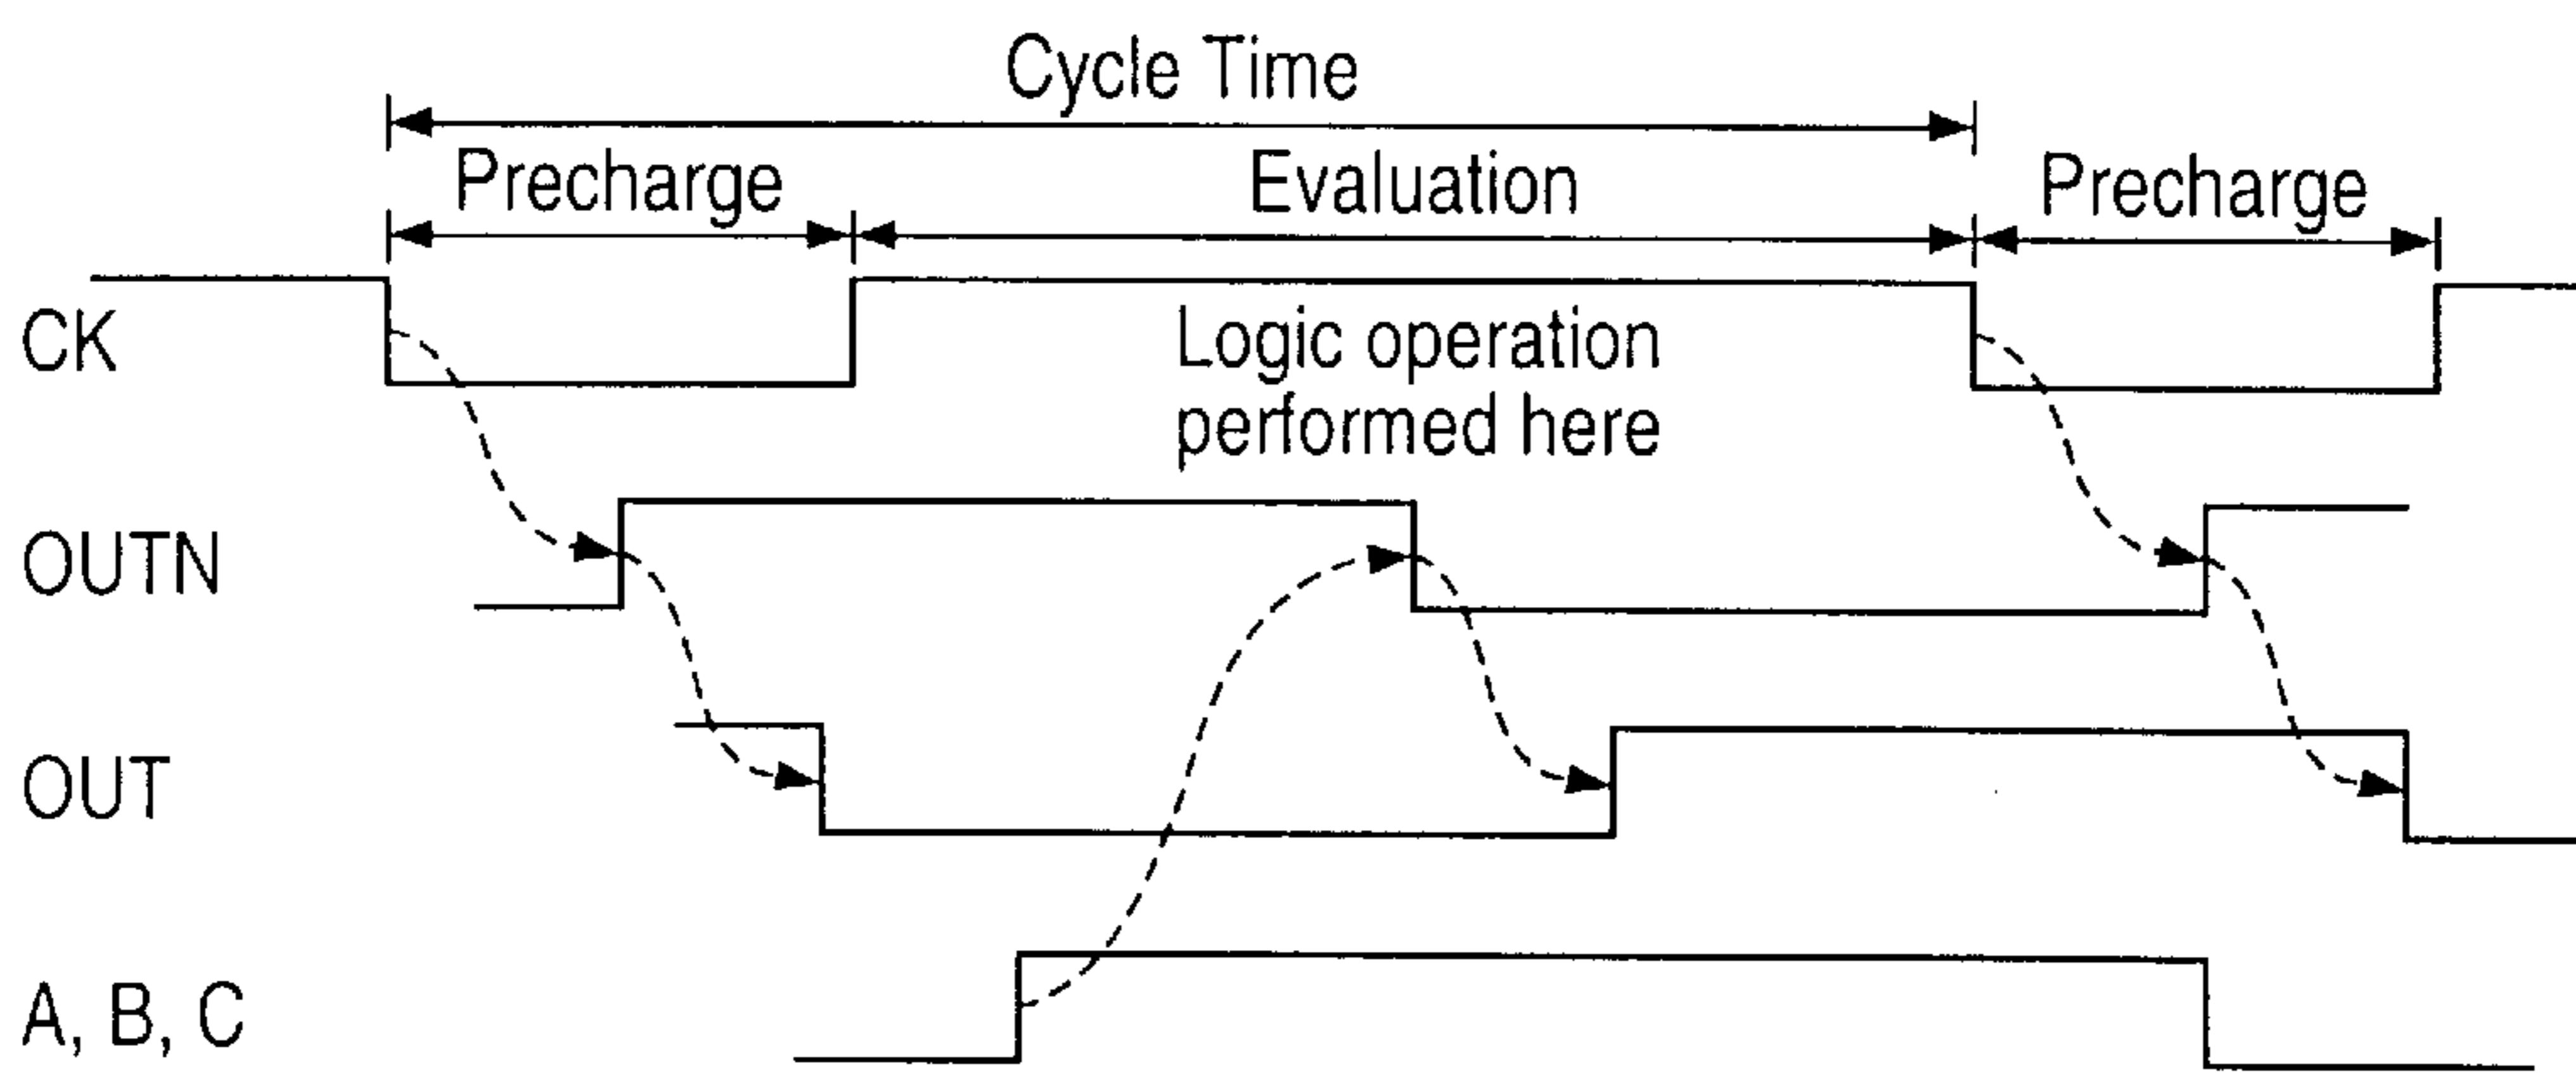 Cycle Time
Precharge Evaluation Precharge
CK
Logic operation
performed here
OUTN
OUT
A, B, C